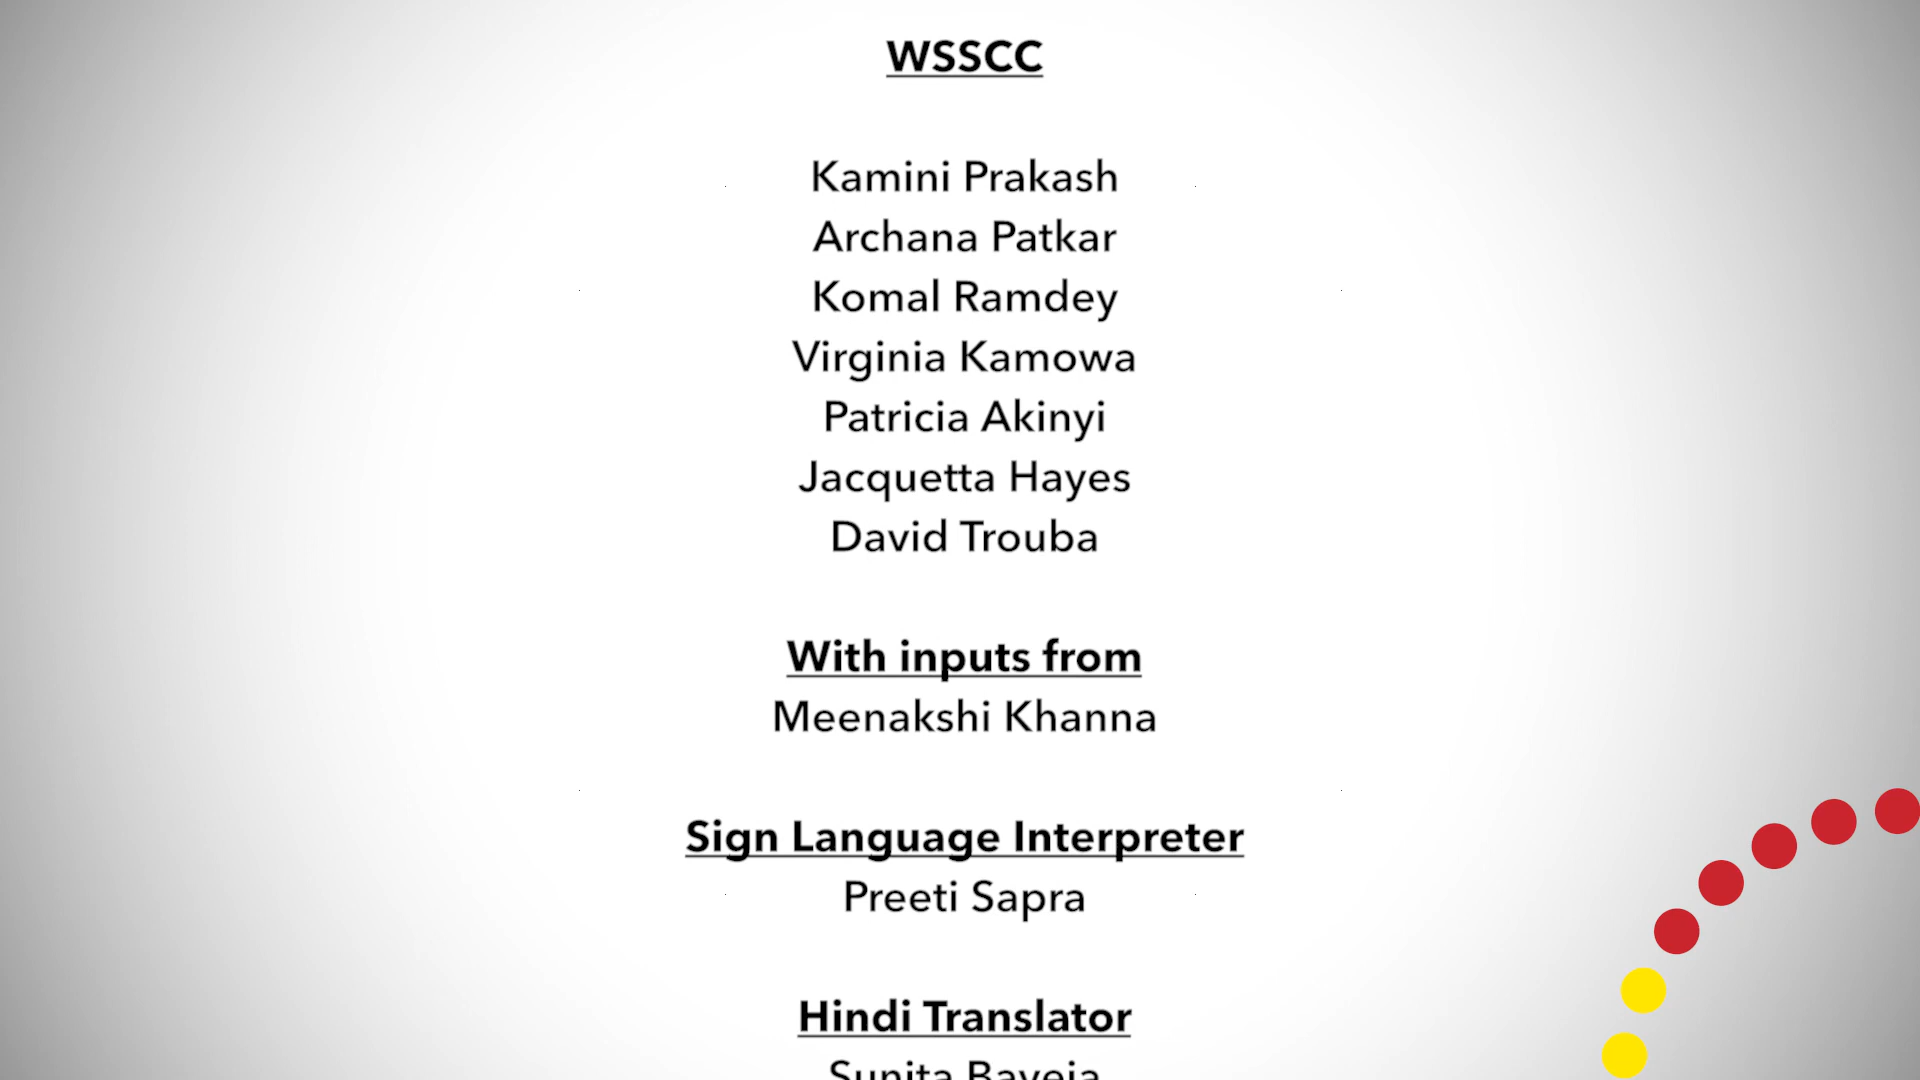 WSSCC
Kamini Prakash
Archana Patkar
Komal Ramdey
Virginia Kamowa
Patricia Akinyi
Jacquetta Hayes
David Trouba
With inputs from
Meenakshi Khanna
Sign Language Interpreter
Preeti Sapra
Hindi Translator
Sunita